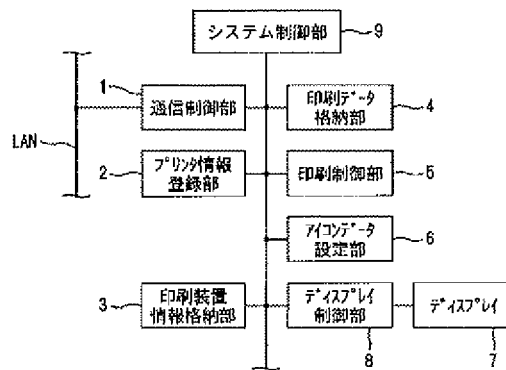 システム制御部
9
1
通信制御部
印刷データ
格納部
4
LAN
2
プリンタ情報
登録部
印刷制御部
5
アイコンデータ
設定部
6
3
印刷装置
情報格納部
ディスプレイ
制御部
ディスプレイ
8
7